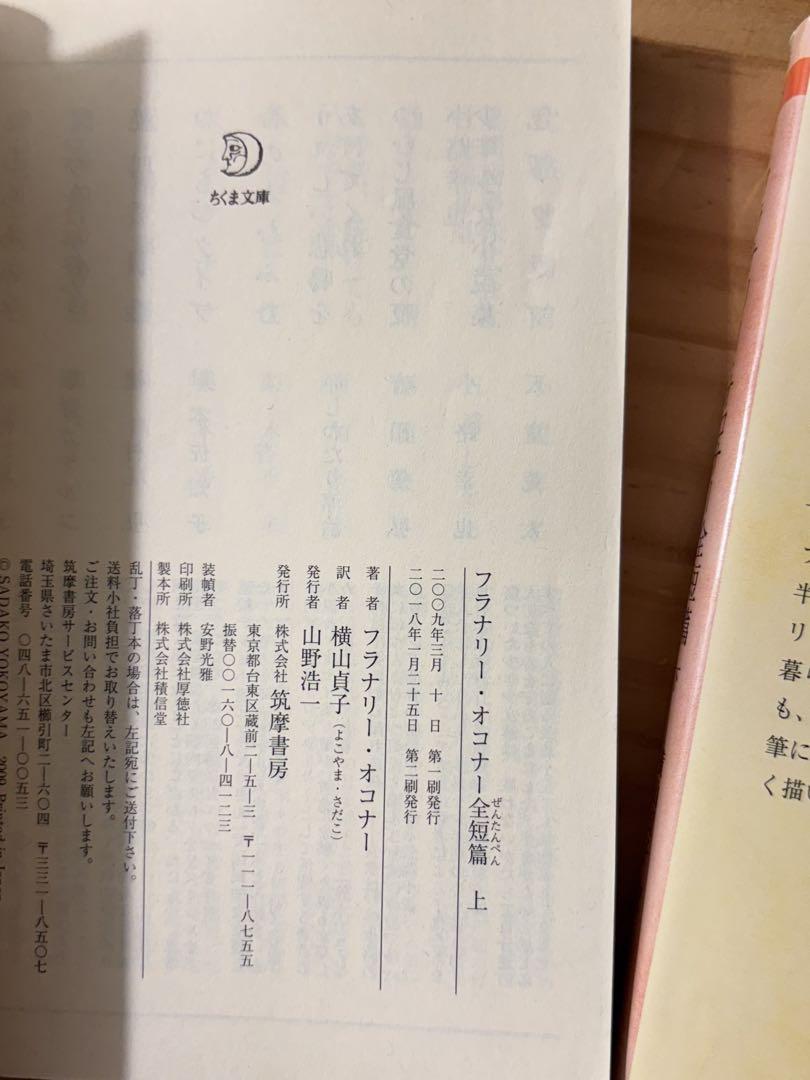 ちくま文庫
フラナリー・オコナー全短篇　上
ぜんたんぺん
二〇〇九年三月　十　日　第一刷発行
二〇一八年一月二十五日　第二刷発行
著　者　フラナリー・オコナー
訳　者　横山貞子（よこやま・さだこ）
発行者　山野浩一
発行所　株式会社　筑摩書房
東京都台東区蔵前二—五—三　〒一一一—八七五五
振替〇〇一六〇—八—四一二三
装幀者　安野光雅
印刷所　株式会社厚徳社
製本所　株式会社積信堂
乱丁・落丁本の場合は、左記宛にご送付下さい。
送料小社負担でお取り替えいたします。
ご注文・お問い合わせも左記へお願いします。
筑摩書房サービスセンター
埼玉県さいたま市北区櫛引町二—六〇四　〒三三一—八五〇七
電話番号　〇四八—六五一—〇〇五三
© SADAKO YOKOYAMA 2009 Printed in
半
リ
暮
も、
筆に
く描